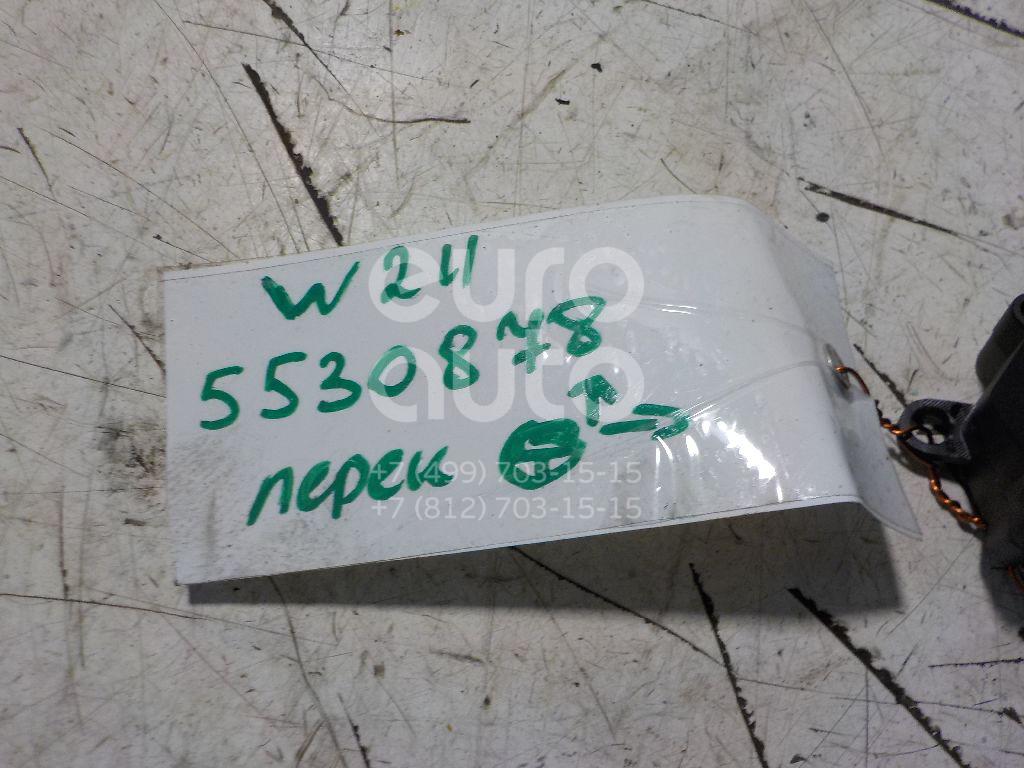 W211
5530878
перек ↑→
euro
auto
+7 (499) 703-15-15
+7 (812) 703-15-15